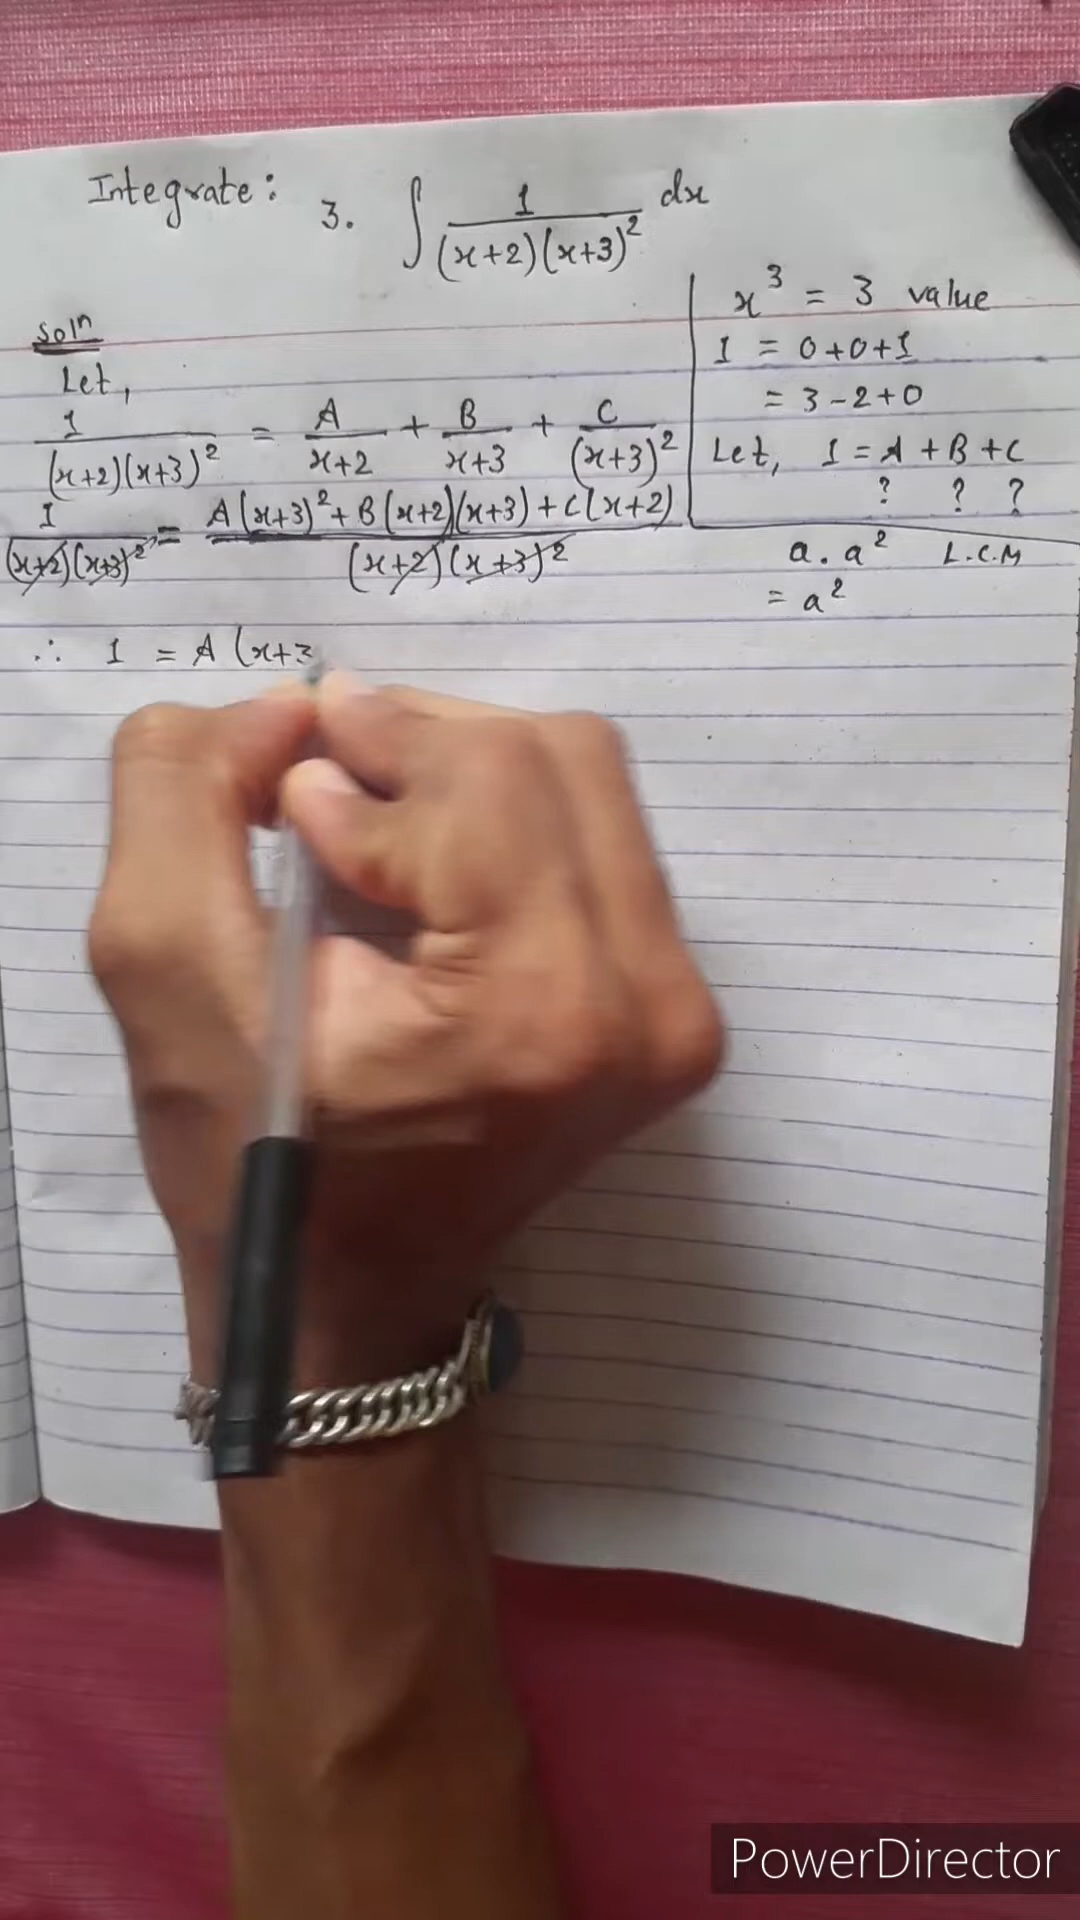 Integrate: 3. ∫ 1/(x+2)(x+3)² dx
Soln
Let,
1/(x+2)(x+3)² = A/x+2 + B/x+3 + C/(x+3)²
1/(x+2)(x+3)² = A(x+3)²+B(x+2)(x+3)+C(x+2)/(x+2)(x+3)²
∴ 1 = A(x+3
x³ = 3 value
1 = 0+0+1
= 3-2+0
Let, 1 = A+B+C
? ? ?
a.a² L.C.M
= a²
PowerDirector